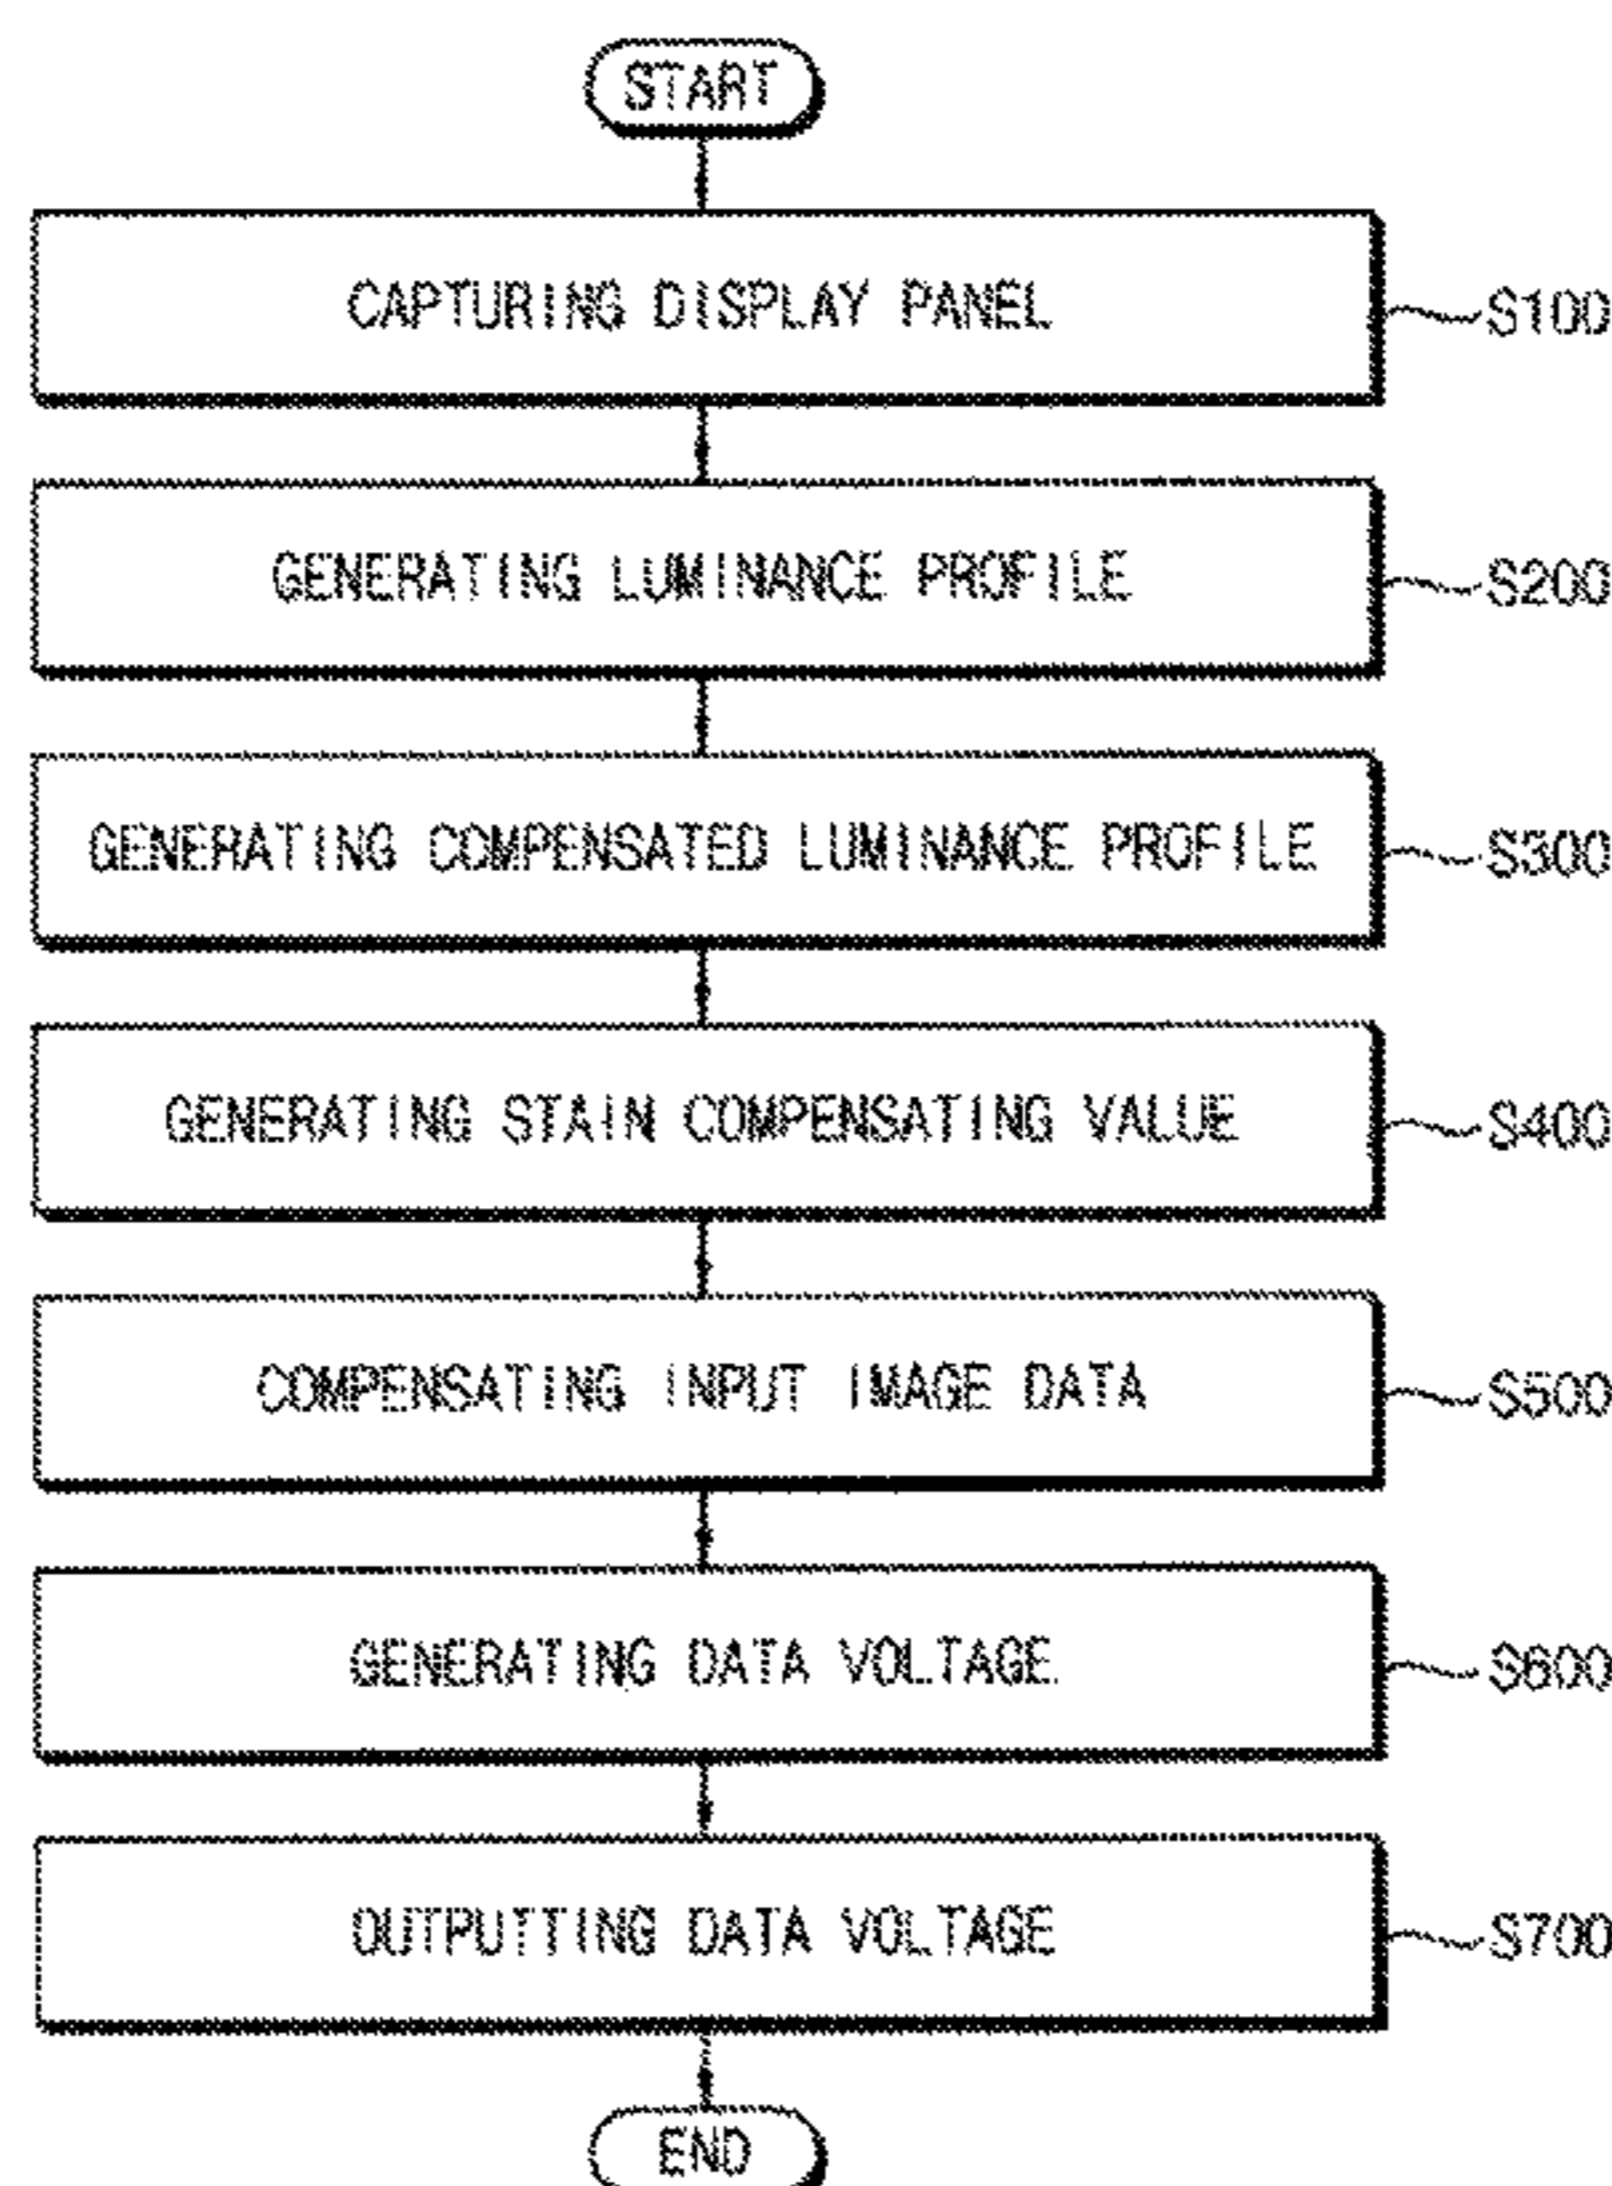 START
CAPTURING DISPLAY PANEL
S100
GENERATING LUMINANCE PROFILE
S200
GENERATING COMPENSATED LUMINANCE PROFILE
S300
GENERATING STAIN COMPENSATING VALUE
S400
COMPENSATING INPUT IMAGE DATA
S500
GENERATING DATA VOLTAGE
S600
OUTPUTTING DATA VOLTAGE
S700
END